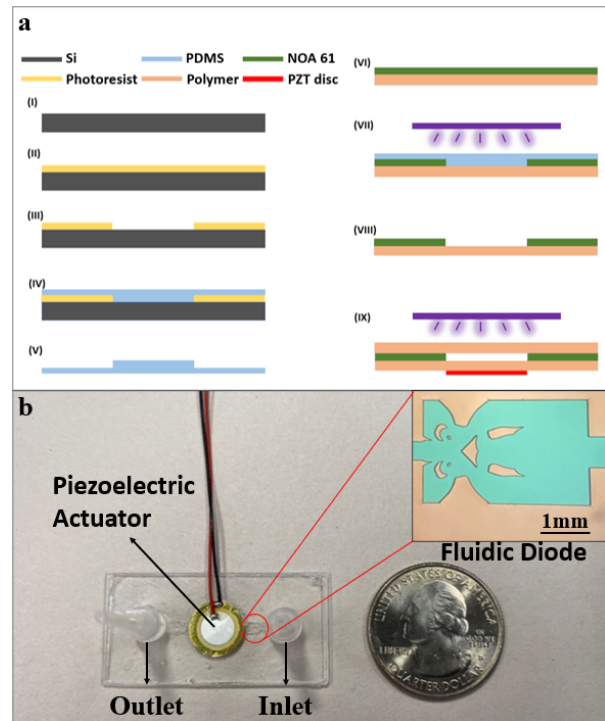 a
Si
PDMS
NOA 61
Photoresist
Polymer
PZT disc
(I)
(II)
(III)
(IV)
(V)
(VI)
(VII)
(VIII)
(IX)
b
Piezoelectric
Actuator
1mm
Fluidic Diode
Outlet
Inlet
UNITED STATES OF AMERICA
LIBERTY
QUARTER DOLLAR